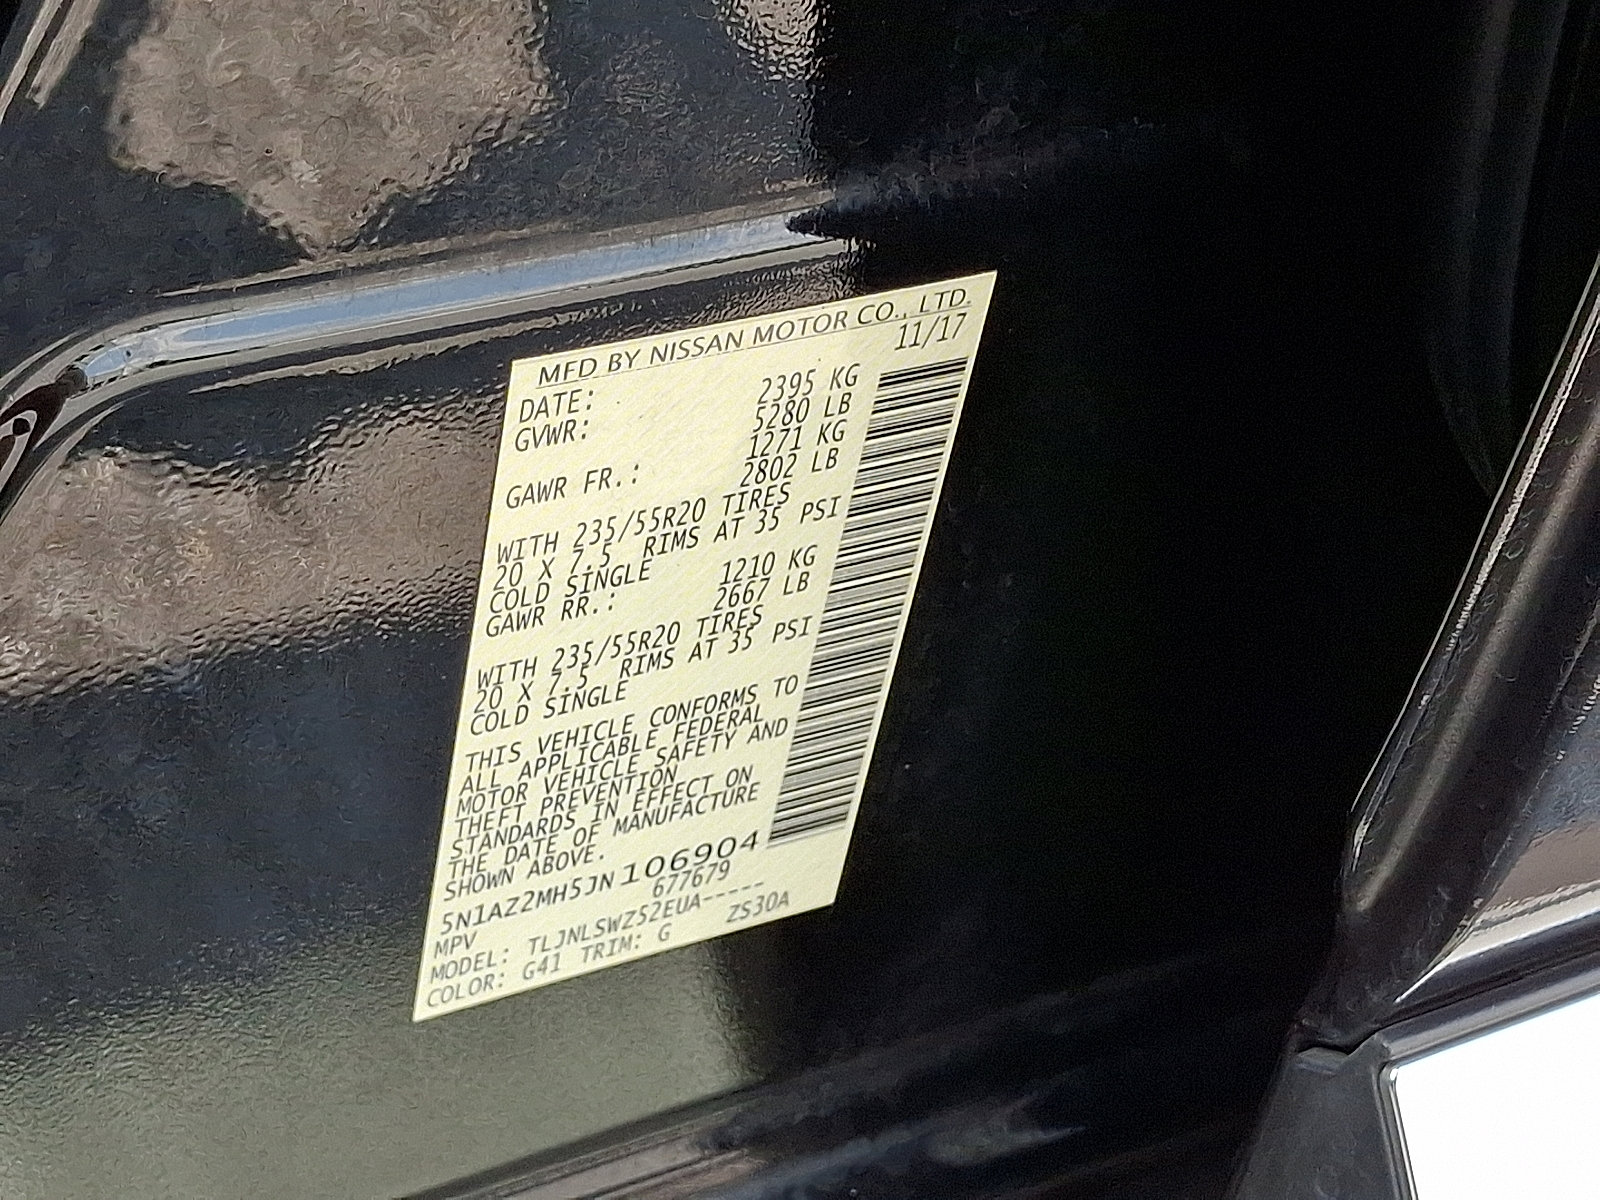 MFD BY NISSAN MOTOR CO., LTD.
DATE: 11/17
GVWR: 2395 KG
5280 LB
GAWR FR.: 1271 KG
2802 LB
WITH 235/55R20 TIRES
20 X 7.5 RIMS AT 35 PSI
COLD SINGLE
GAWR RR.: 1210 KG
2667 LB
WITH 235/55R20 TIRES
20 X 7.5 RIMS AT 35 PSI
COLD SINGLE
THIS VEHICLE CONFORMS TO
ALL APPLICABLE FEDERAL
MOTOR VEHICLE SAFETY AND
THEFT PREVENTION
STANDARDS IN EFFECT ON
THE DATE OF MANUFACTURE
SHOWN ABOVE.
5N1AZ2MH5JN106904
MPV 677679
MODEL: TLJNLSWZ52EUA-----
COLOR: G41 TRIM: G ZS30A